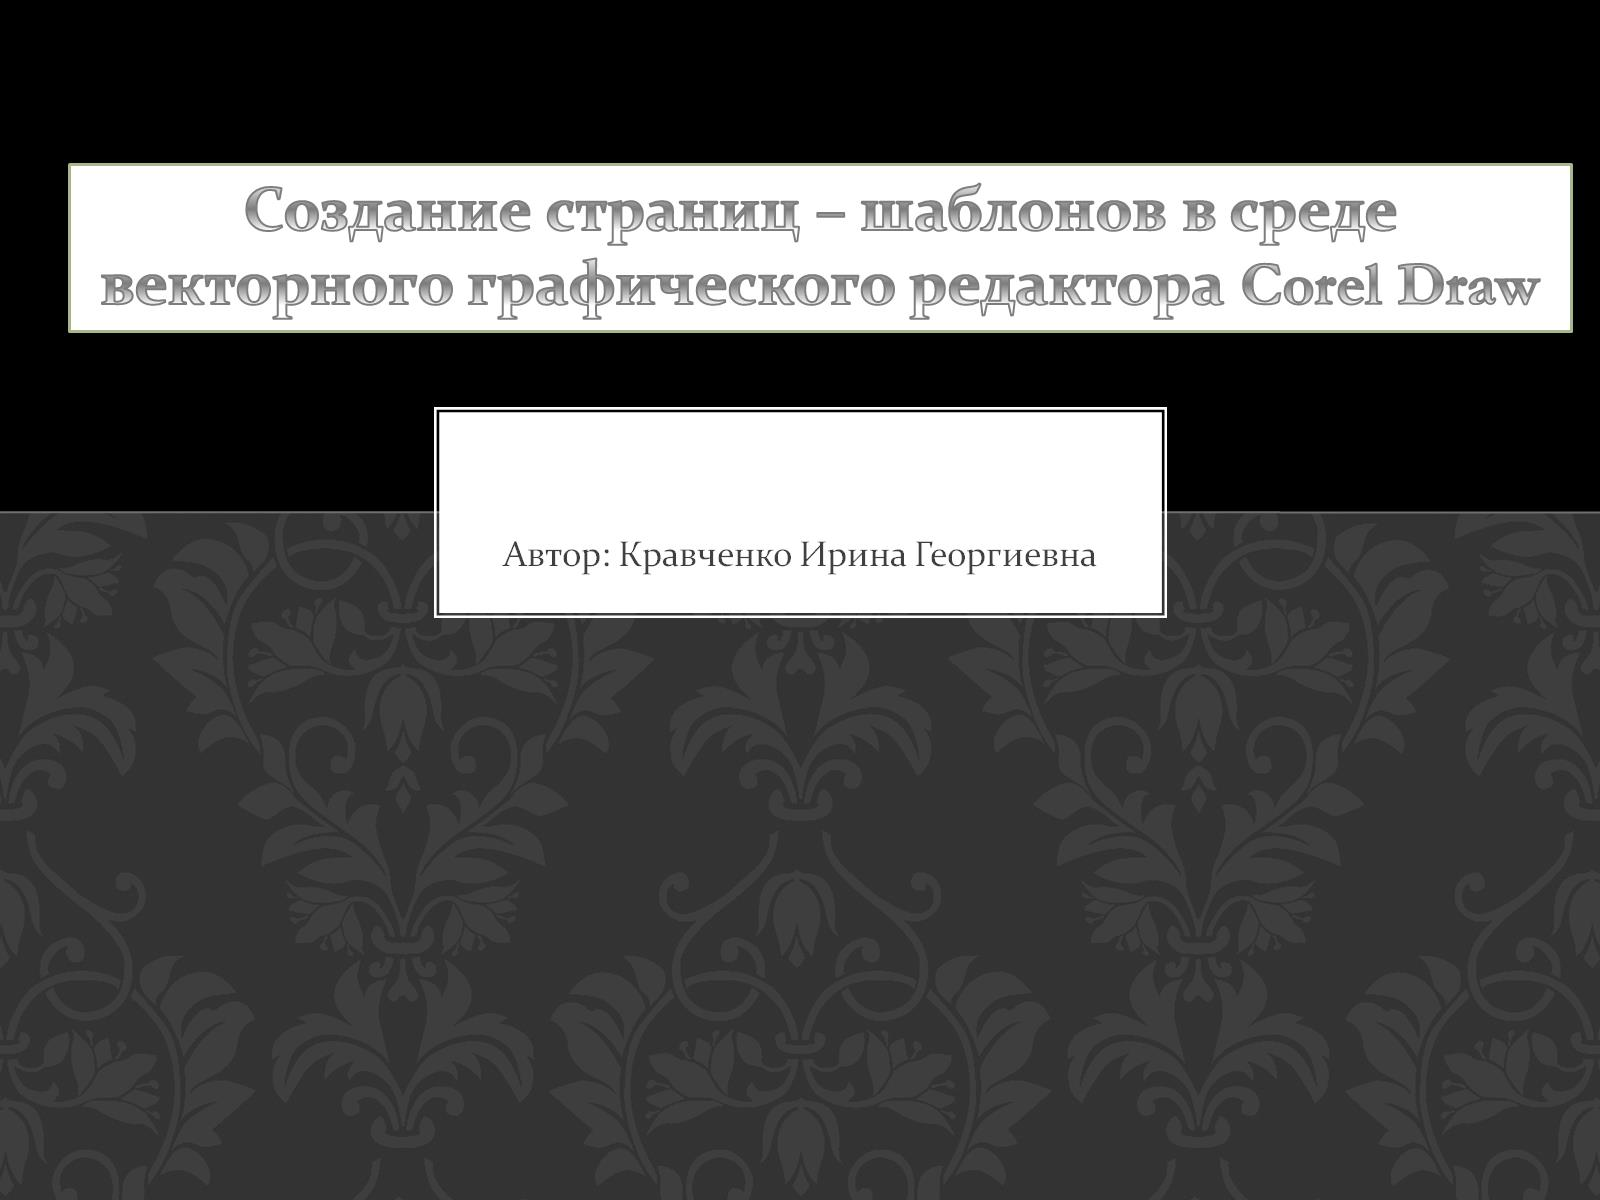 Создание страниц – шаблонов в среде
векторного графического редактора Corel Draw
Автор: Кравченко Ирина Георгиевна